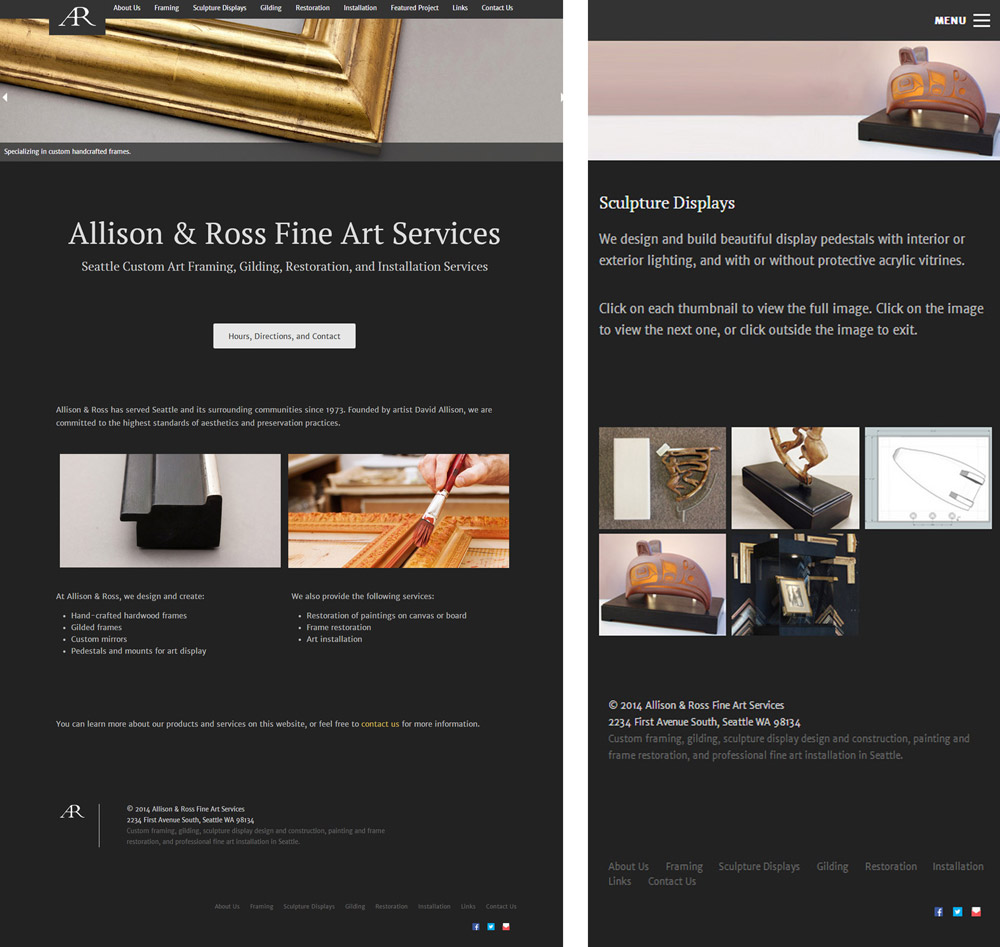 AR
About Us Framing Sculpture Displays Gilding Restoration Installation Featured Project Links Contact Us
Specializing in custom handcrafted frames.
Allison & Ross Fine Art Services
Seattle Custom Art Framing, Gilding, Restoration, and Installation Services
Hours, Directions, and Contact
Allison & Ross has served Seattle and its surrounding communities since 1973. Founded by artist David Allison, we are
committed to the highest standards of aesthetics and preservation practices.
At Allison & Ross, we design and create:
• Hand-crafted hardwood frames
• Gilded frames
• Custom mirrors
• Pedestals and mounts for art display
We also provide the following services:
• Restoration of paintings on canvas or board
• Frame restoration
• Art installation
You can learn more about our products and services on this website, or feel free to contact us for more information.
AR
© 2014 Allison & Ross Fine Art Services
2234 First Avenue South, Seattle WA 98134
Custom framing, gilding, sculpture display design and construction, painting and frame
restoration, and professional fine art installation in Seattle.
About Us Framing Sculpture Displays Gilding Restoration Installation Links Contact Us
MENU
Sculpture Displays
We design and build beautiful display pedestals with interior or
exterior lighting, and with or without protective acrylic vitrines.
Click on each thumbnail to view the full image. Click on the image
to view the next one, or click outside the image to exit.
© 2014 Allison & Ross Fine Art Services
2234 First Avenue South, Seattle WA 98134
Custom framing, gilding, sculpture display design and construction, painting and
frame restoration, and professional fine art installation in Seattle.
About Us Framing Sculpture Displays Gilding Restoration Installation
Links Contact Us